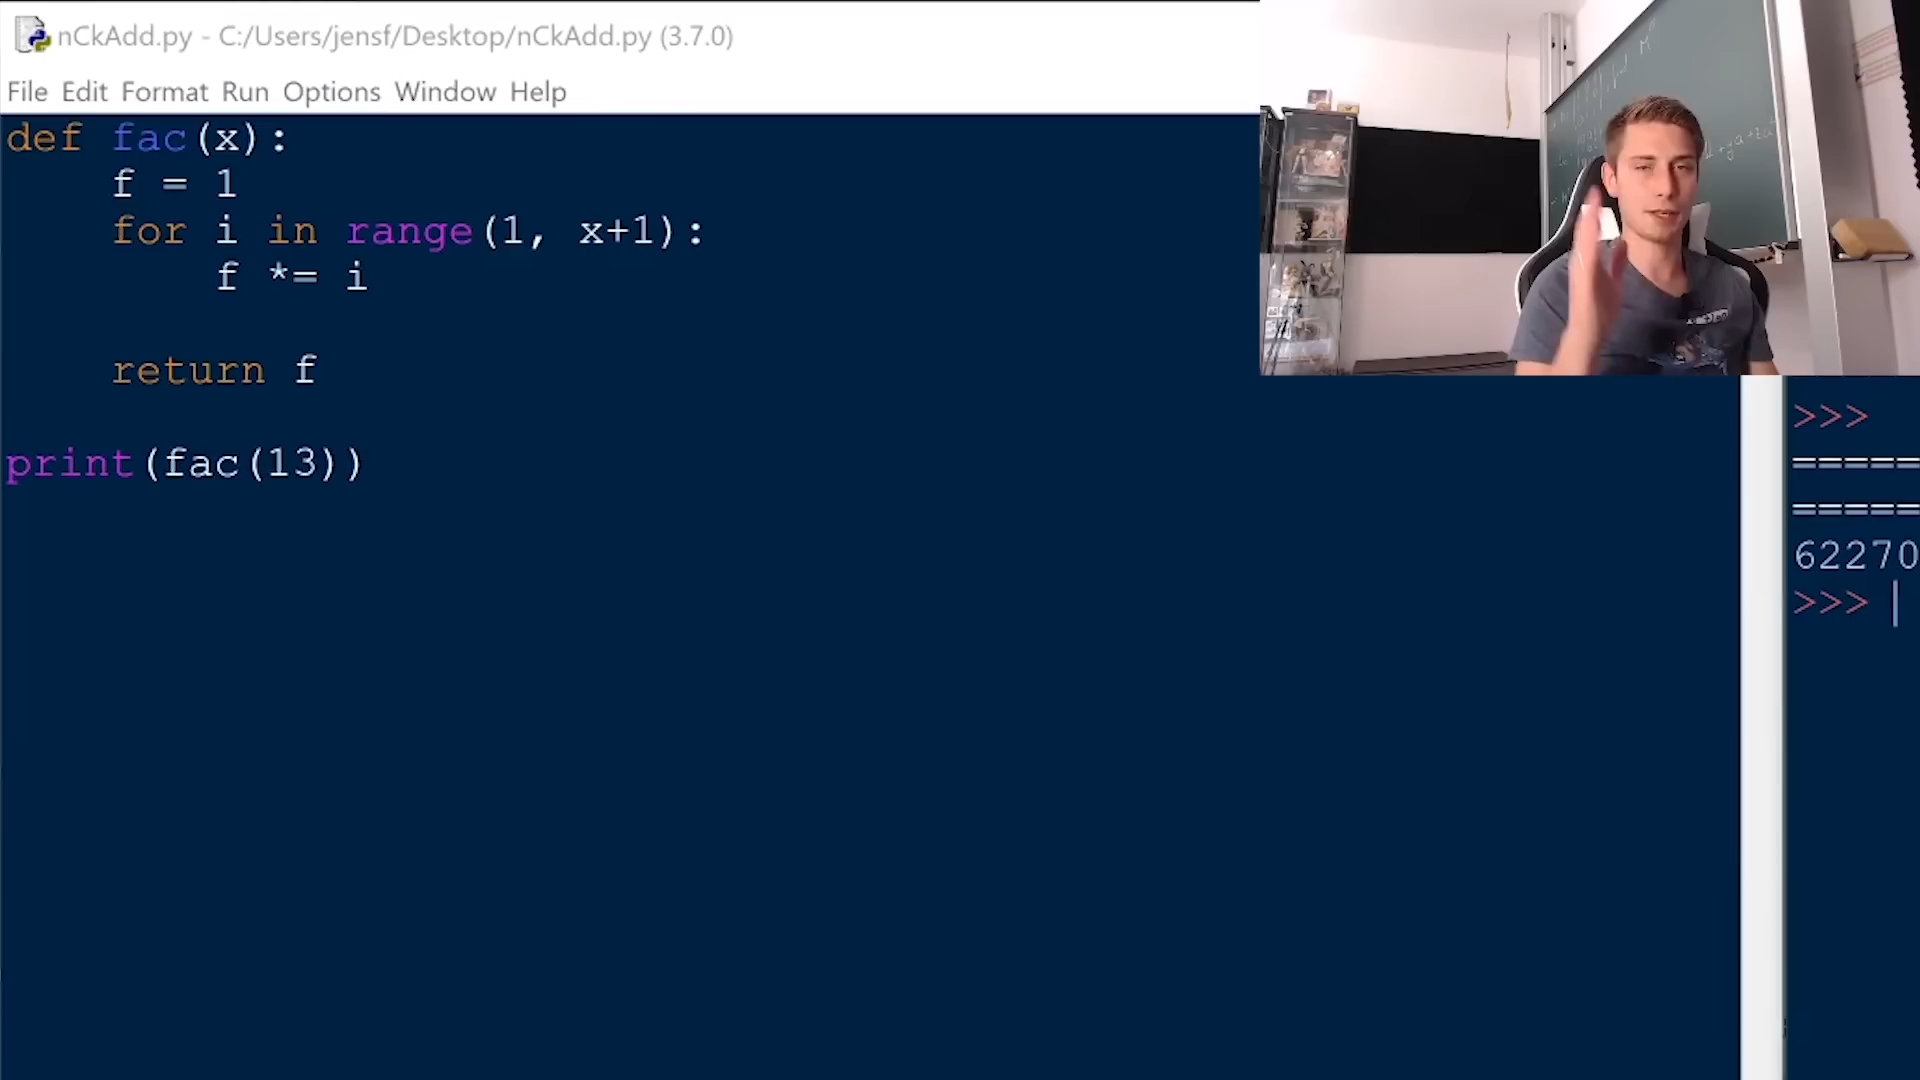 nCkAdd.py - C:/Users/jensf/Desktop/nCkAdd.py (3.7.0)
File Edit Format Run Options Window Help
def fac(x):
    f = 1
    for i in range(1, x+1):
        f *= i
    return f
print(fac(13))
>>>
=====
=====
62270
>>>